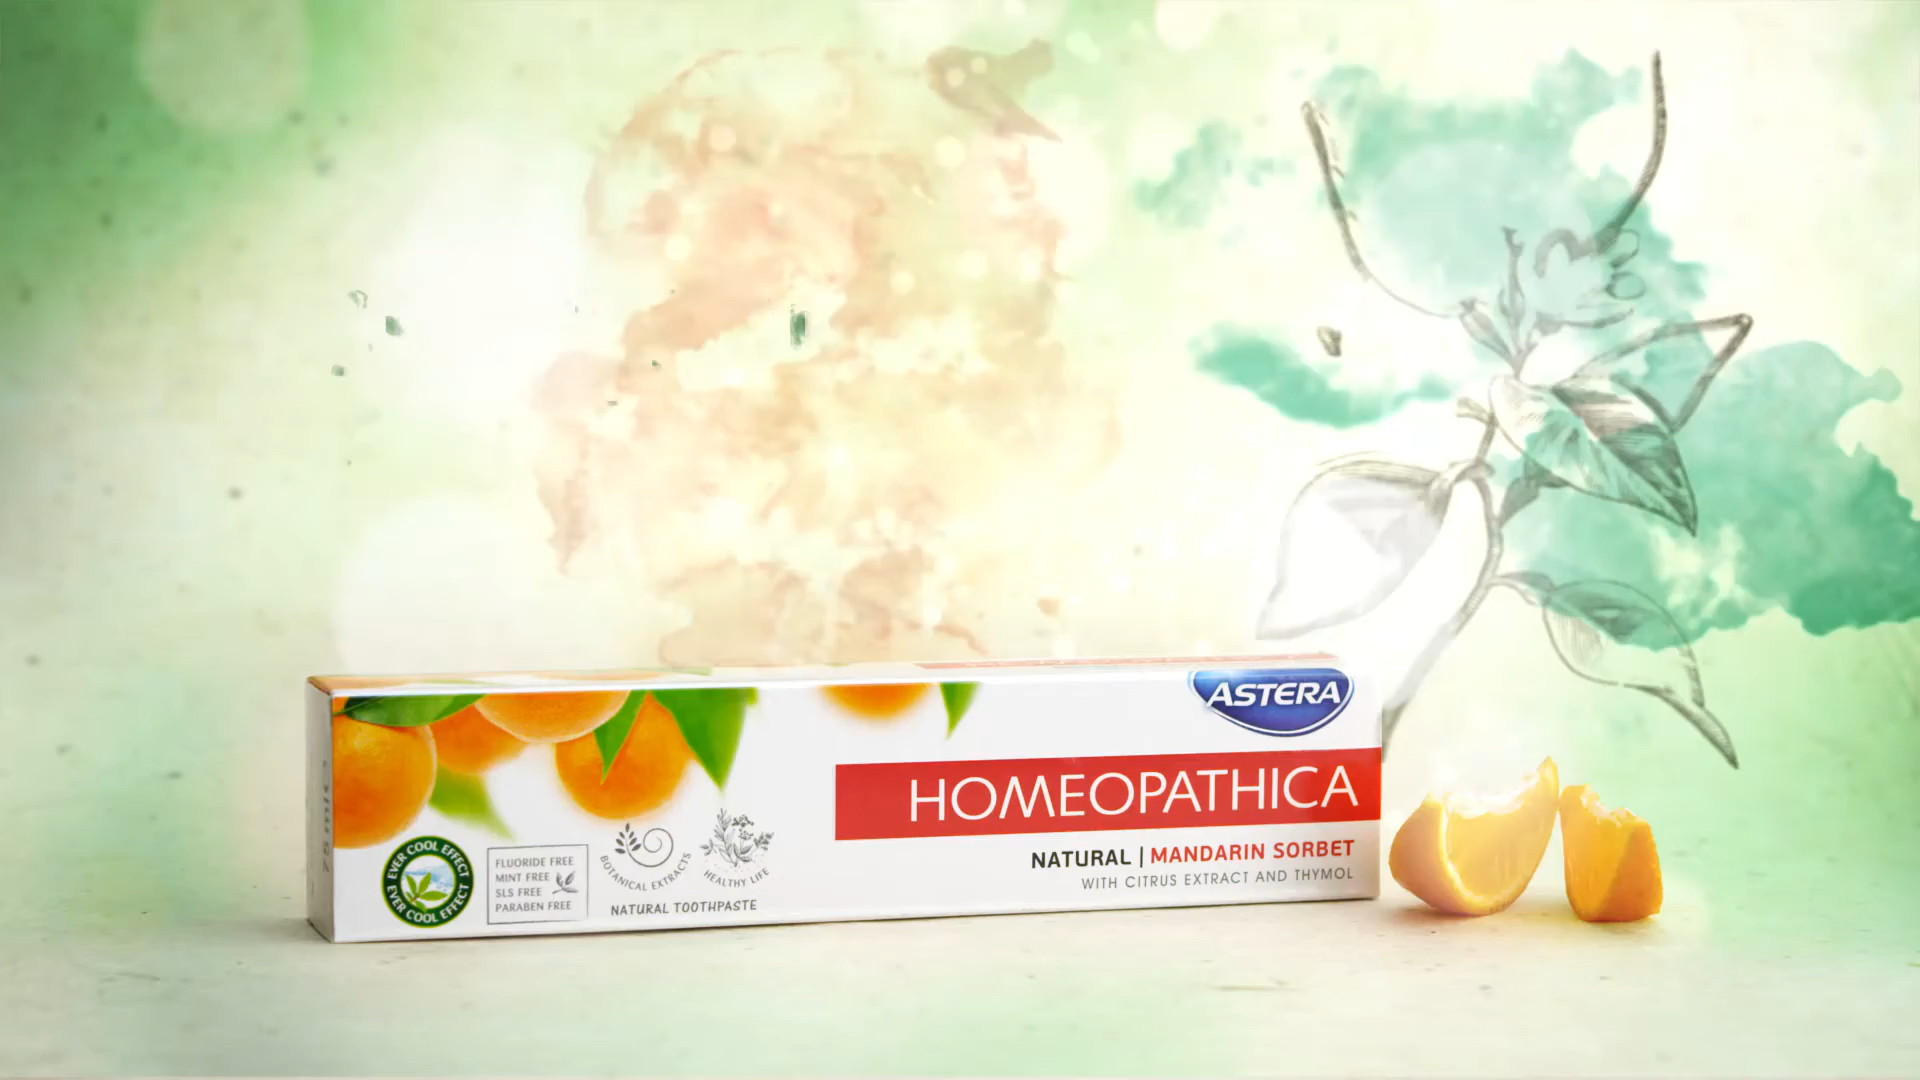 ASTERA
HOMEOPATHICA
NATURAL | MANDARIN SORBET
WITH CITRUS EXTRACT AND THYMOL
EVER COOL EFFECT
EVER COOL EFFECT
FLUORIDE FREE
MINT FREE
SLS FREE
PARABEN FREE
BOTANICAL EXTRACTS
HEALTHY LIFE
NATURAL TOOTHPASTE